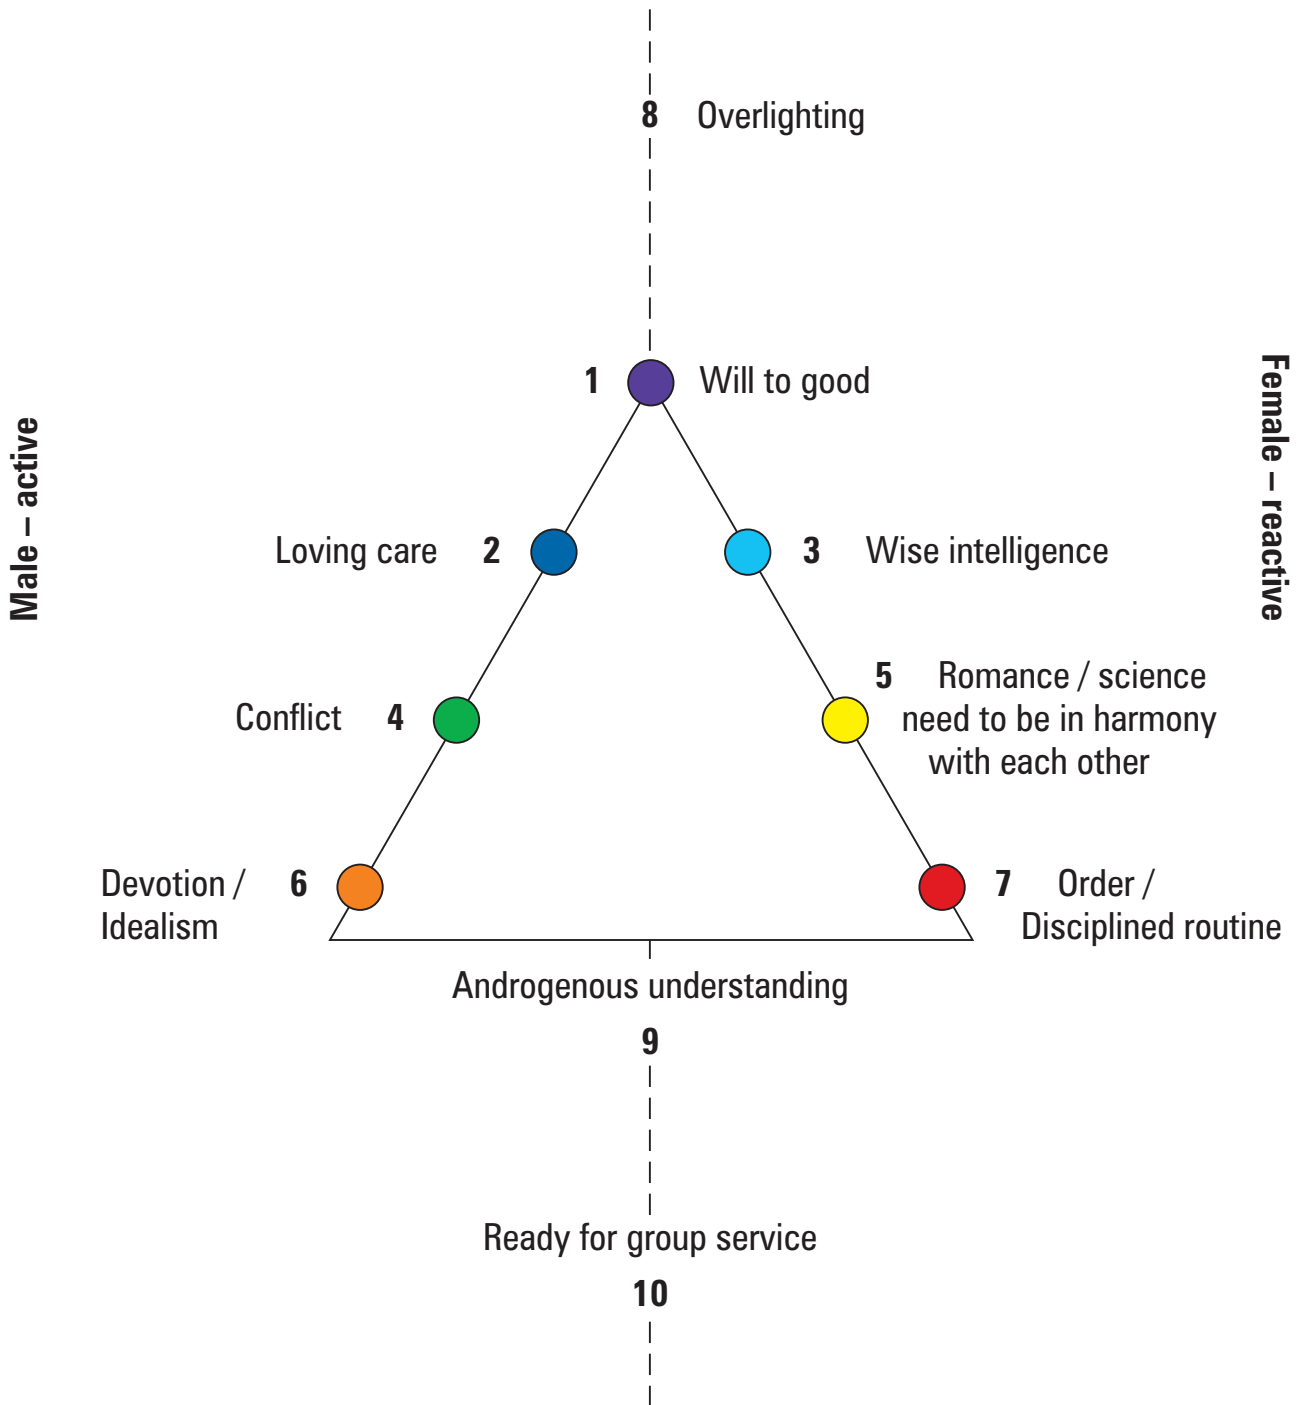 8 Overlighting
1 Will to good
Male – active
Female – reactive
Loving care 2
3 Wise intelligence
Conflict 4
5 Romance / science
need to be in harmony
with each other
Devotion / 6
Idealism
7 Order /
Disciplined routine
Androgenous understanding
9
Ready for group service
10